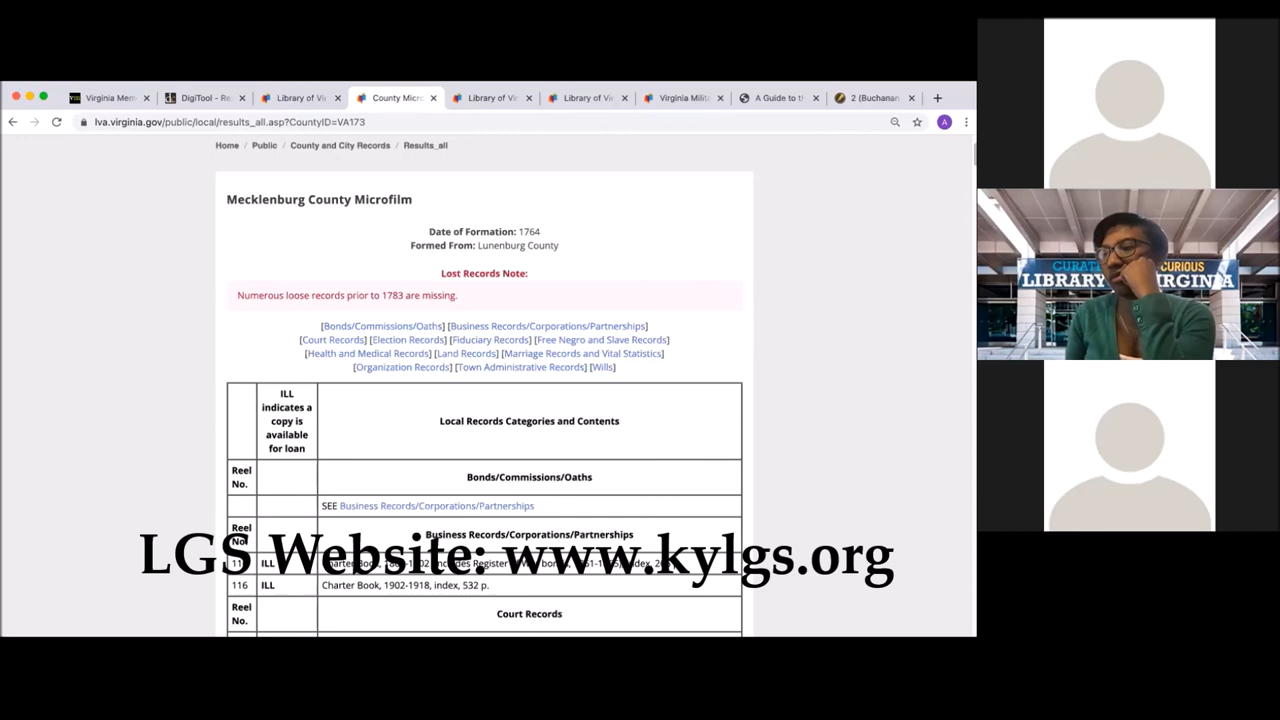 Virginia Mem
DigiTool - Re
Library of Vi
County Micro
Library of Vi
Library of Vi
Virginia Milit
A Guide to th
2 (Buchanan
lva.virginia.gov/public/local/results_all.asp?CountyID=VA173
A
Home / Public / County and City Records / Results_all
Mecklenburg County Microfilm
Date of Formation: 1764
Formed From: Lunenburg County
Lost Records Note:
Numerous loose records prior to 1783 are missing.
[Bonds/Commissions/Oaths] [Business Records/Corporations/Partnerships]
[Court Records] [Election Records] [Fiduciary Records] [Free Negro and Slave Records]
[Health and Medical Records] [Land Records] [Marriage Records and Vital Statistics]
[Organization Records] [Town Administrative Records] [Wills]
ILL
indicates a
copy is
available
for loan
Local Records Categories and Contents
Reel
No.
Bonds/Commissions/Oaths
SEE Business Records/Corporations/Partnerships
Reel
No.
Business Records/Corporations/Partnerships
ILL Charter Book,
116 ILL Charter Book, 1902-1918, index, 532 p.
Reel
No.
Court Records
LGS Website: www.kylgs.org
CURIOUS
LIBRARY VIRGINIA